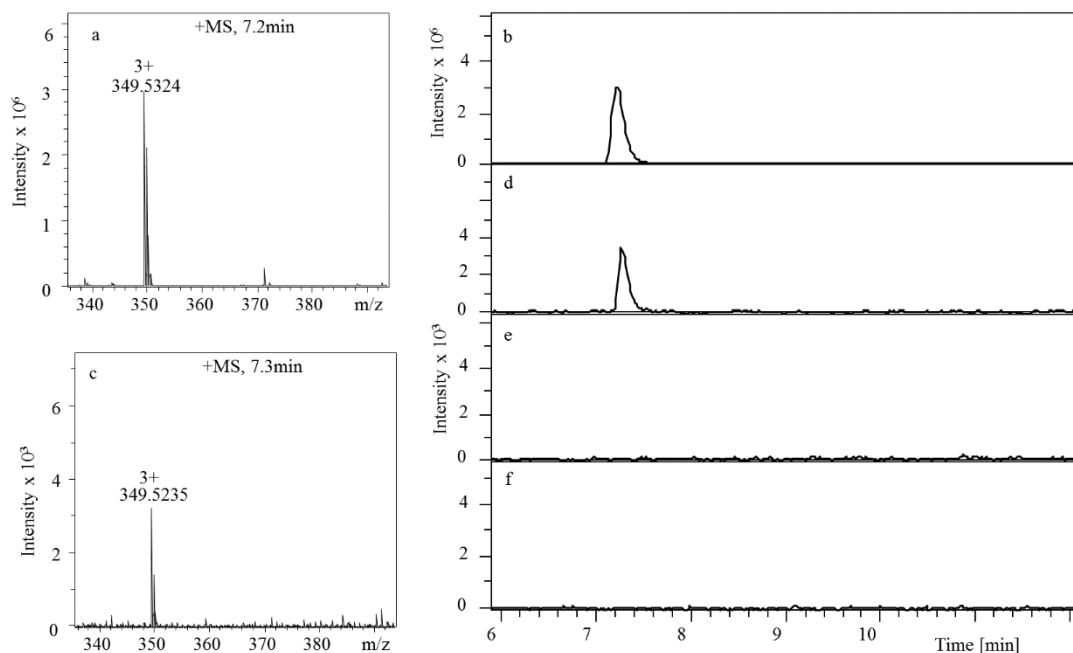 a
+MS, 7.2min
3+
349.5324
Intensity x 10⁶
6
3
2
1
0
340
350
360
370
380
m/z
c
+MS, 7.3min
3+
349.5235
Intensity x 10³
6
4
2
0
340
350
360
370
380
m/z
b
Intensity x 10⁶
4
2
0
d
4
2
0
e
Intensity x 10³
4
2
0
f
4
2
0
6
7
8
9
10
Time [min]